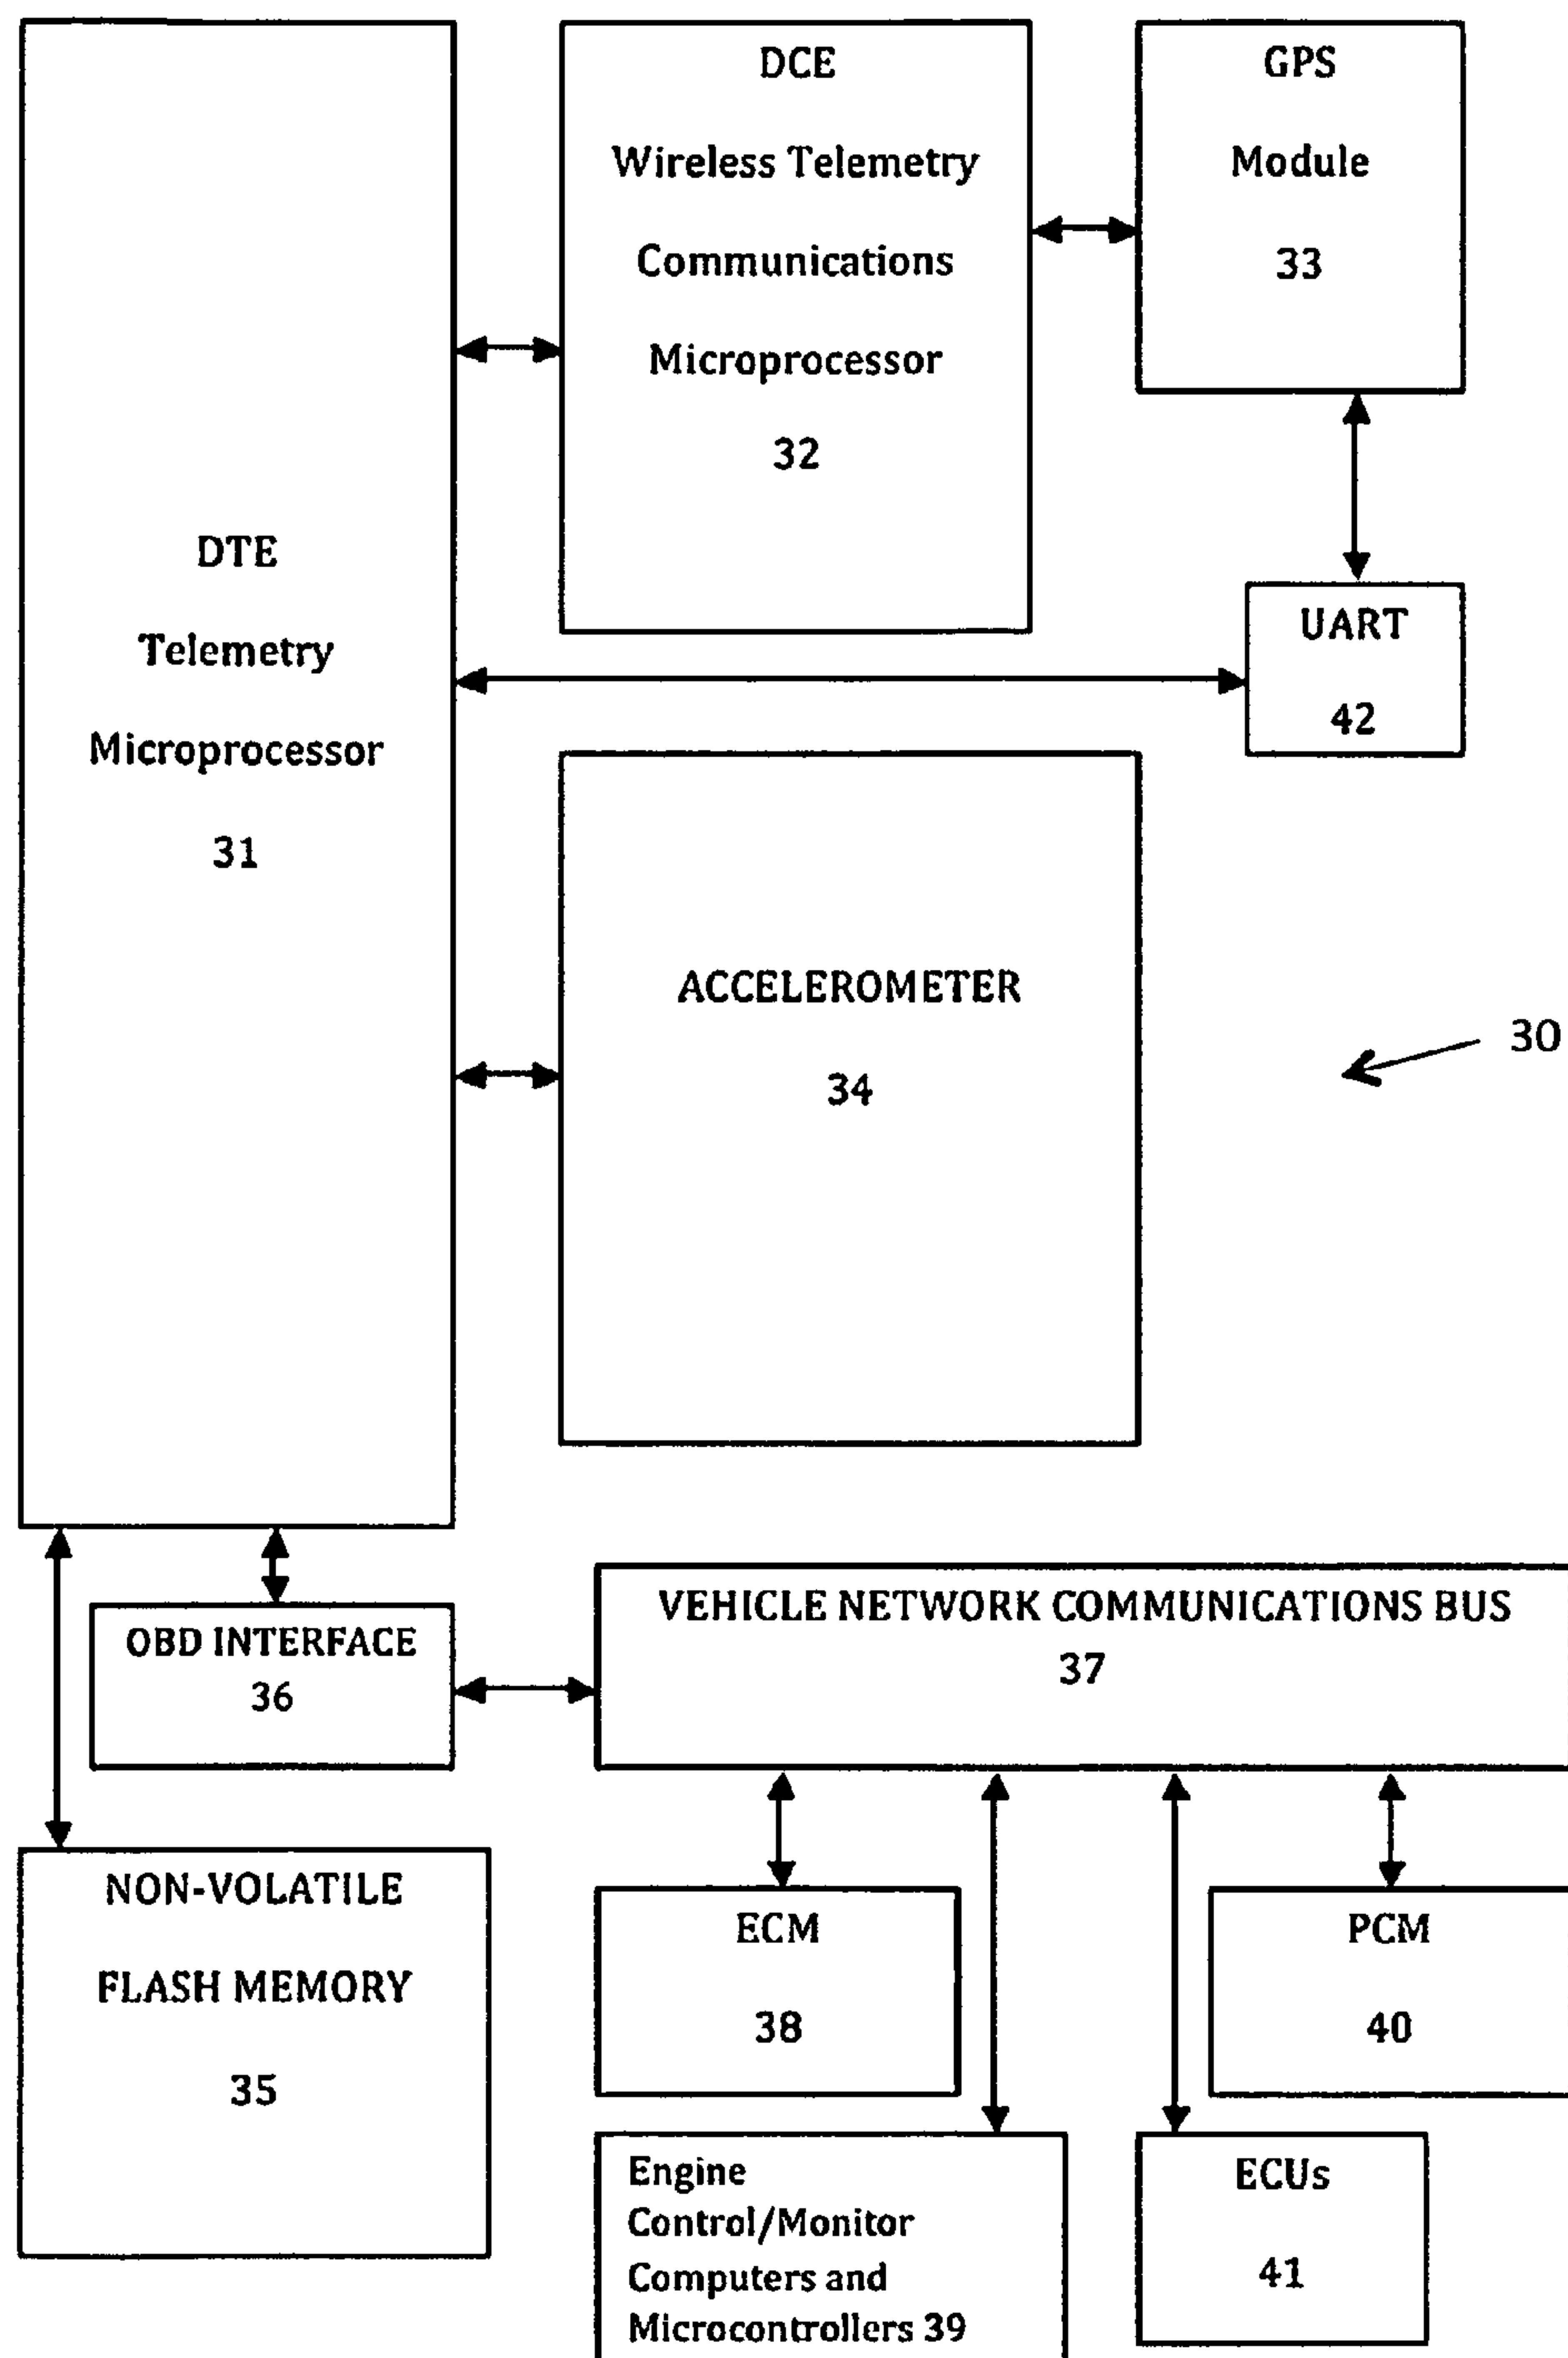 DTE
Telemetry
Microprocessor
31
DCE
Wireless Telemetry
Communications
Microprocessor
32
GPS
Module
33
UART
42
ACCELEROMETER
34
30
OBD INTERFACE
36
VEHICLE NETWORK COMMUNICATIONS BUS
37
NON-VOLATILE
FLASH MEMORY
35
ECM
38
PCM
40
Engine
Control/Monitor
Computers and
Microcontrollers 39
ECUs
41